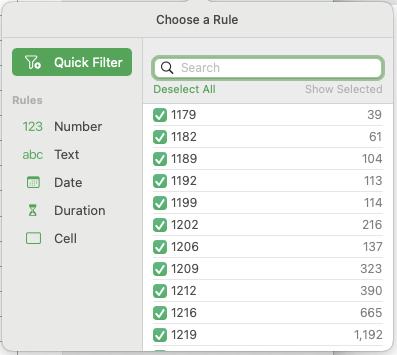 Choose a Rule
Quick Filter
Rules
123 Number
abc Text
Date
Duration
Cell
Search
Deselect All Show Selected
1179 39
1182 61
1189 104
1192 113
1199 114
1202 216
1206 137
1209 323
1212 390
1216 665
1219 1,192